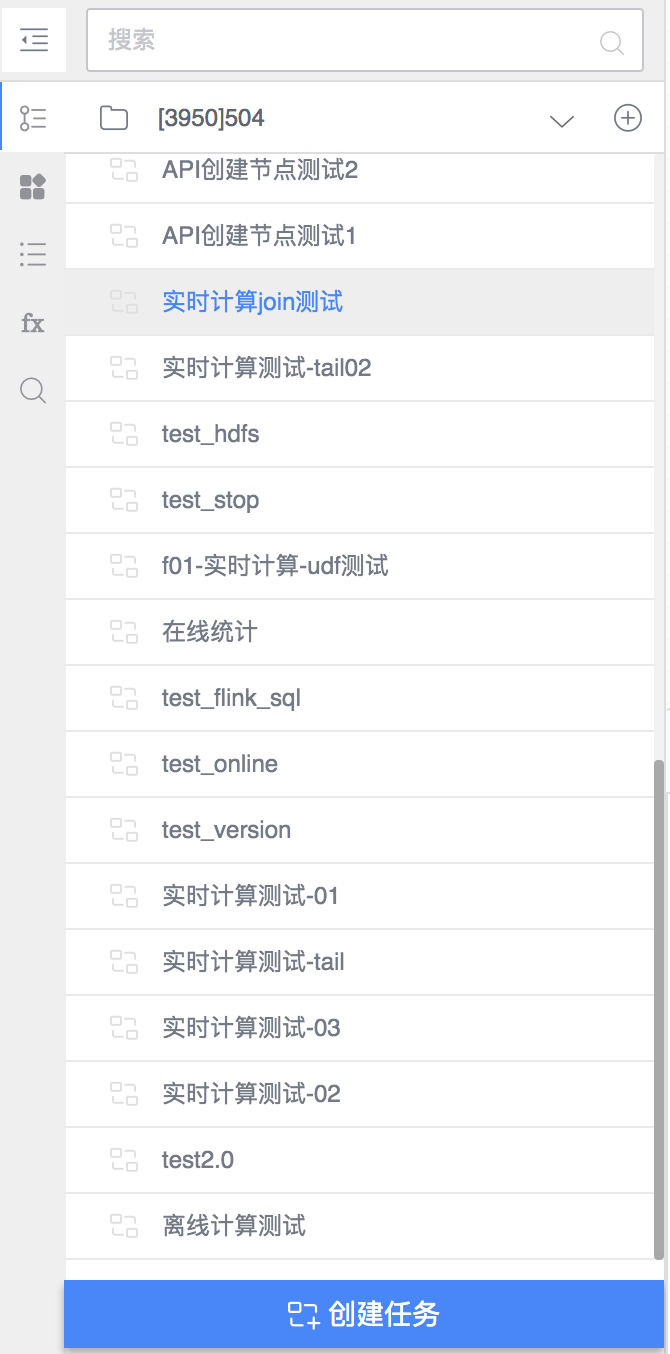 搜索
[3950]504
API创建节点测试2
API创建节点测试1
实时计算join测试
fx
实时计算测试-tail02
test_hdfs
test_stop
f01-实时计算-udf测试
在线统计
test_flink_sql
test_online
test_version
实时计算测试-01
实时计算测试-tail
实时计算测试-03
实时计算测试-02
test2.0
离线计算测试
创建任务